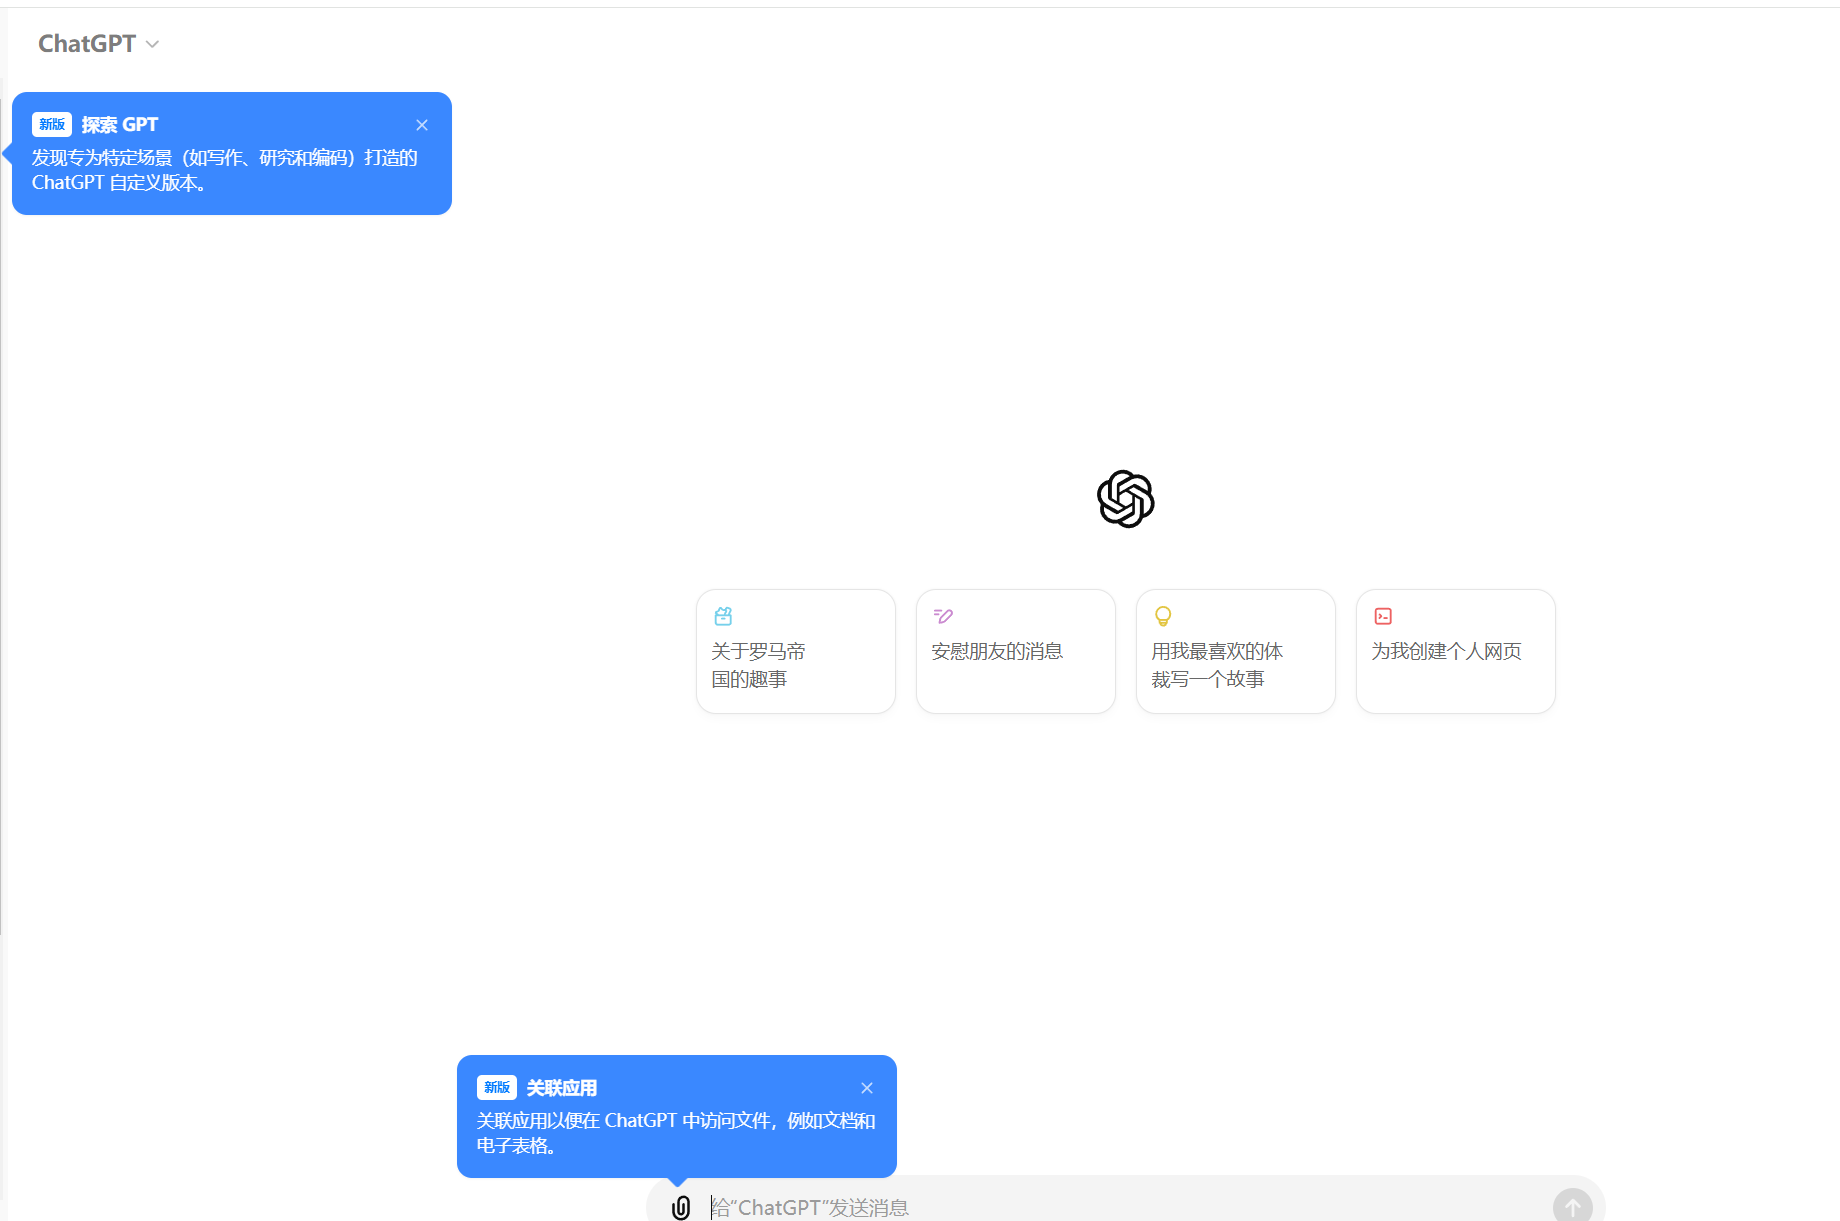 ChatGPT
新版 探索 GPT
发现专为特定场景（如写作、研究和编码）打造的
ChatGPT 自定义版本。
关于罗马帝
国的趣事
安慰朋友的消息
用我最喜欢的体
裁写一个故事
为我创建个人网页
新版 关联应用
关联应用以便在 ChatGPT 中访问文件，例如文档和
电子表格。
给“ChatGPT”发送消息